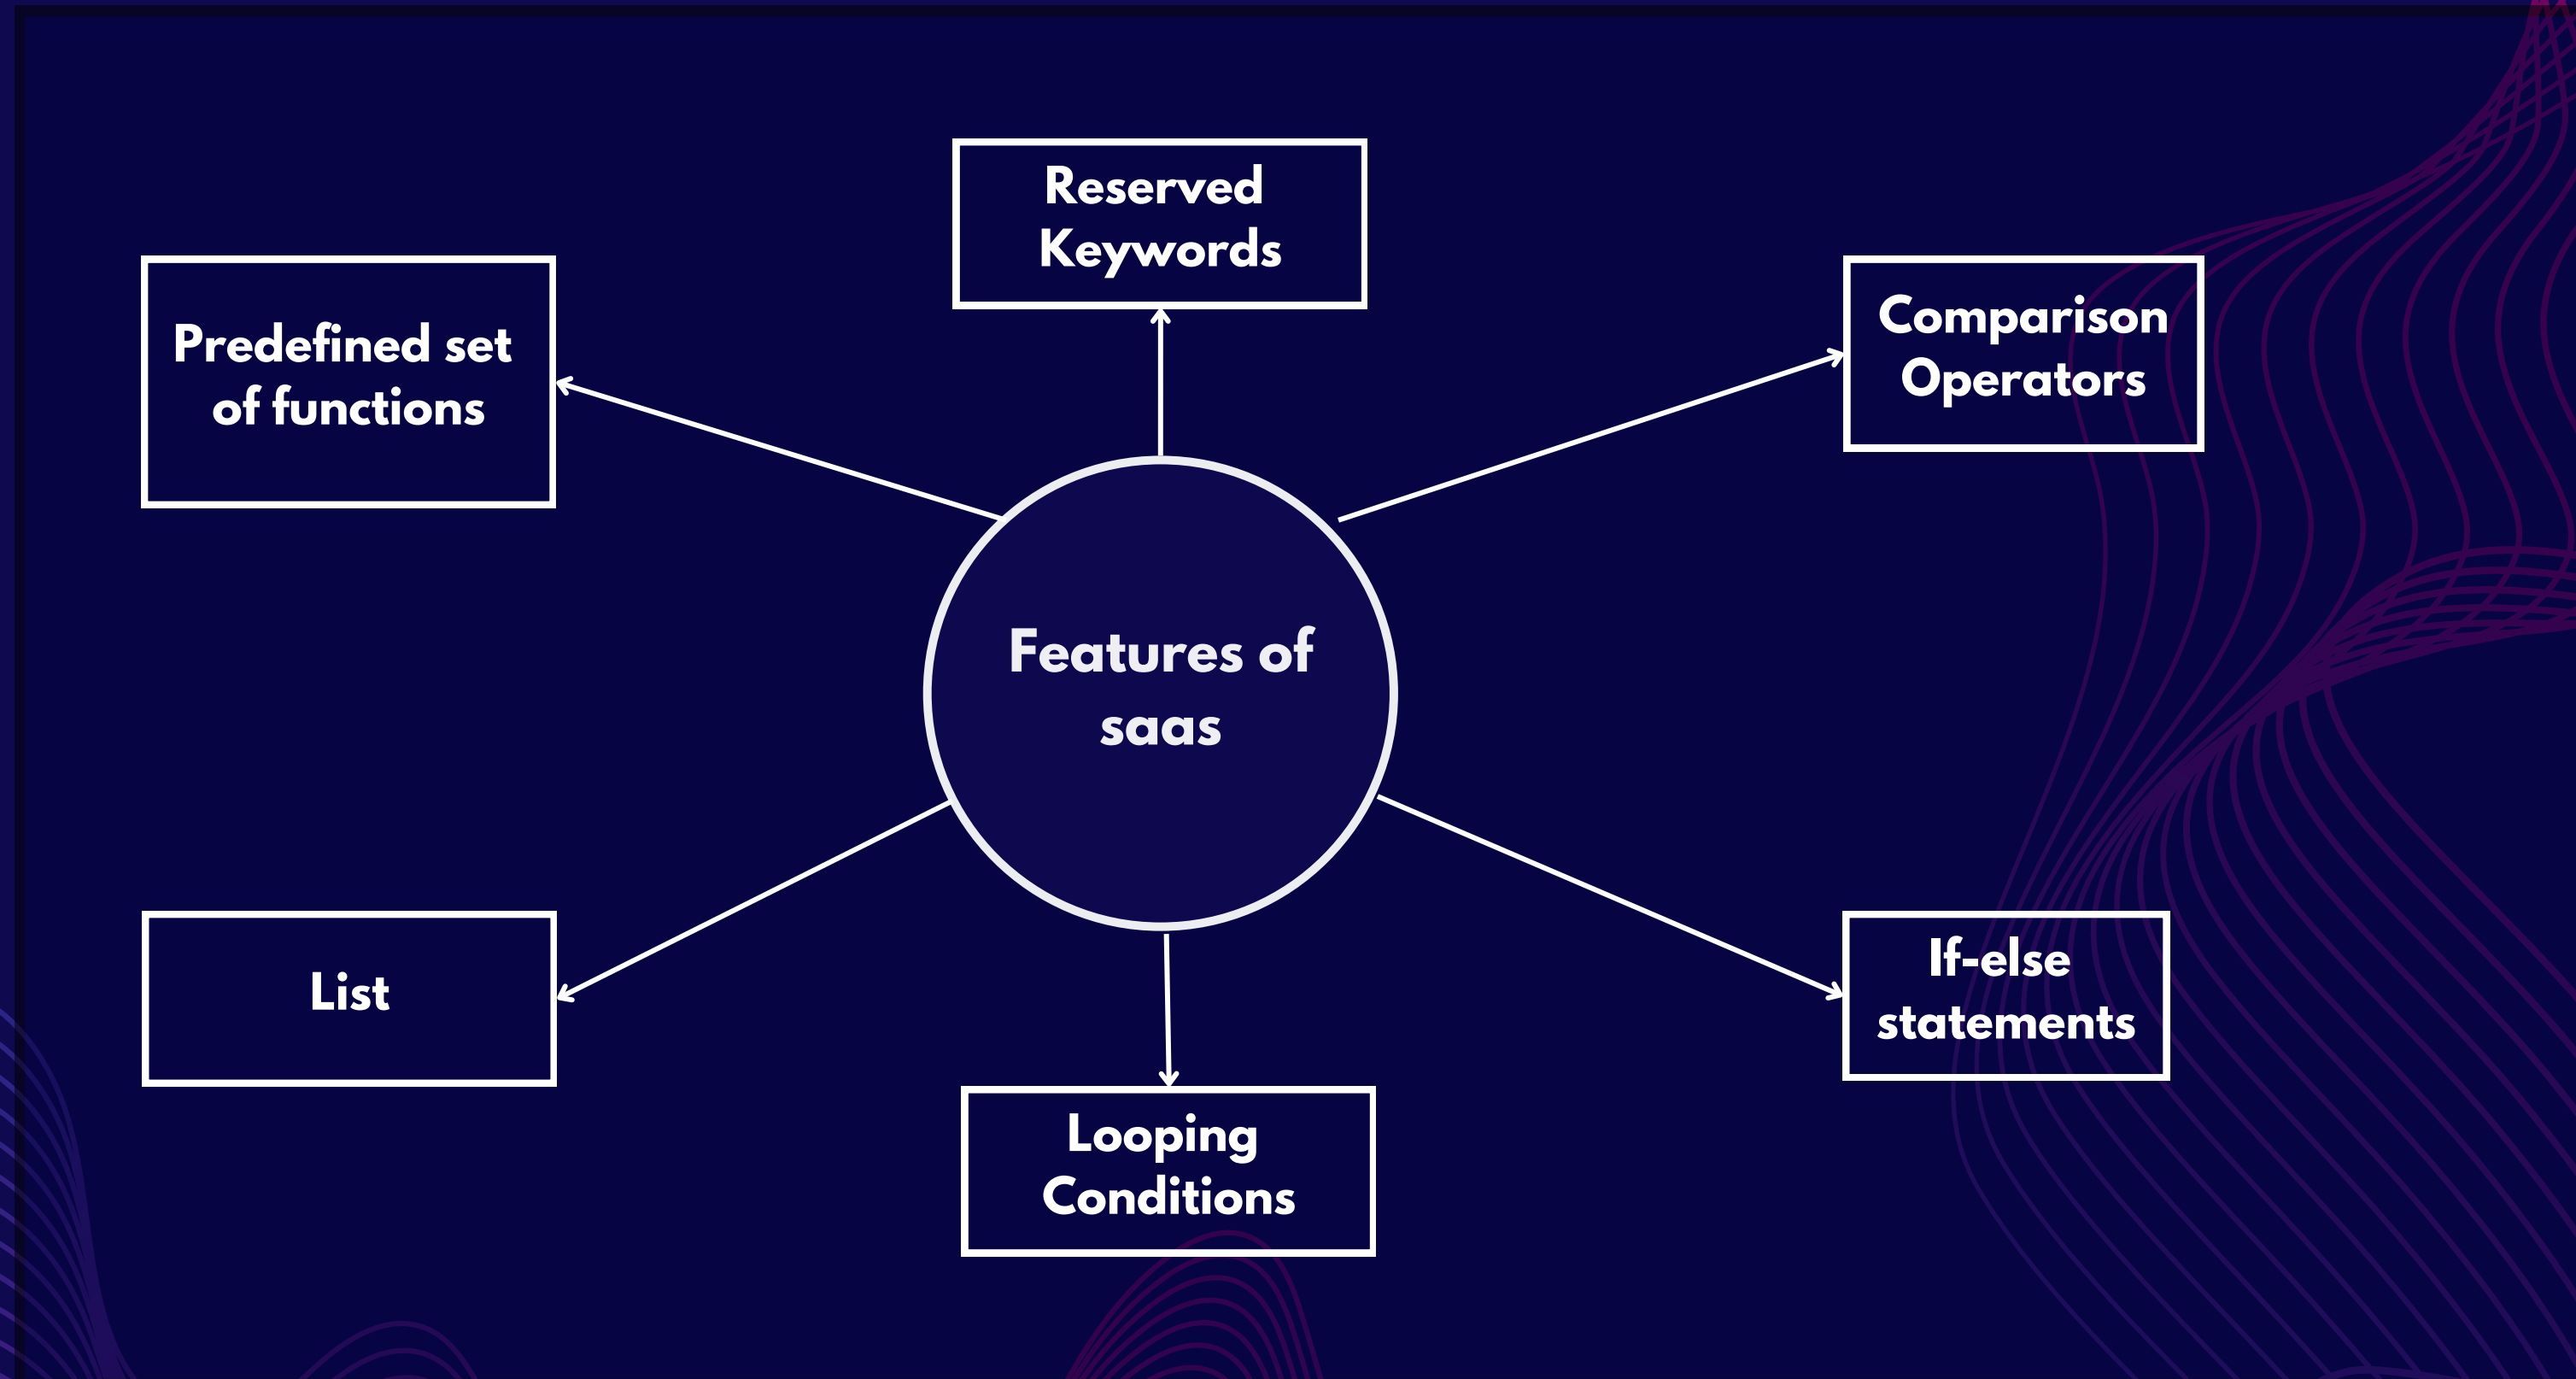 Reserved
Keywords
Predefined set
of functions
Comparison
Operators
Features of
saas
List
If-else
statements
Looping
Conditions